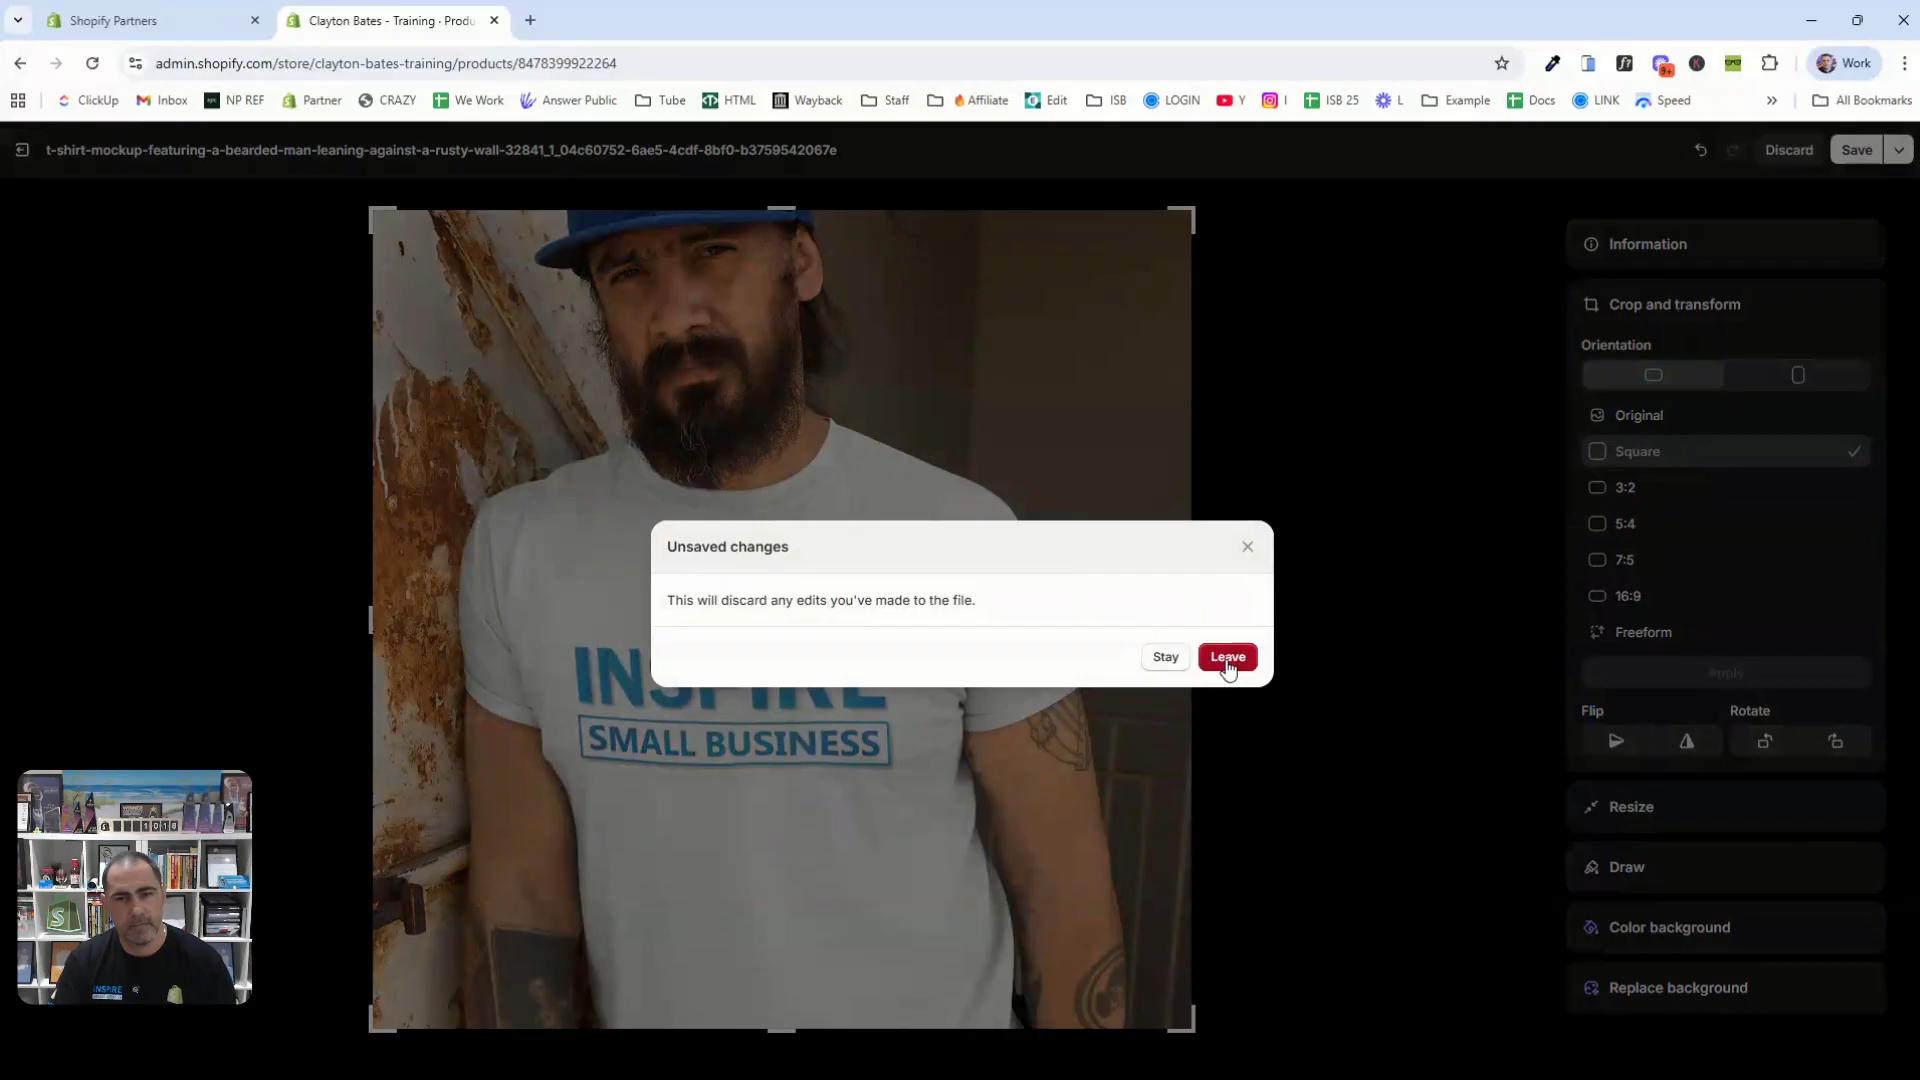 Shopify Partners
Clayton Bates - Training · Produ
admin.shopify.com/store/clayton-bates-training/products/8478399922264
9+
Work
ClickUp
Inbox
NP REF
Partner
CRAZY
We Work
Answer Public
Tube
HTML
Wayback
Staff
Affiliate
Edit
ISB
LOGIN
Y
I
ISB 25
L
Example
Docs
LINK
Speed
All Bookmarks
t-shirt-mockup-featuring-a-bearded-man-leaning-against-a-rusty-wall-32841_1_04c60752-6ae5-4cdf-8bf0-b3759542067e
Discard
Save
Information
Crop and transform
Orientation
Original
Square
3:2
5:4
7:5
16:9
Freeform
Apply
Flip
Rotate
Resize
Draw
Color background
Replace background
Unsaved changes
This will discard any edits you've made to the file.
Stay
Leave
INSPIRE
SMALL BUSINESS
1018
INSPIRE